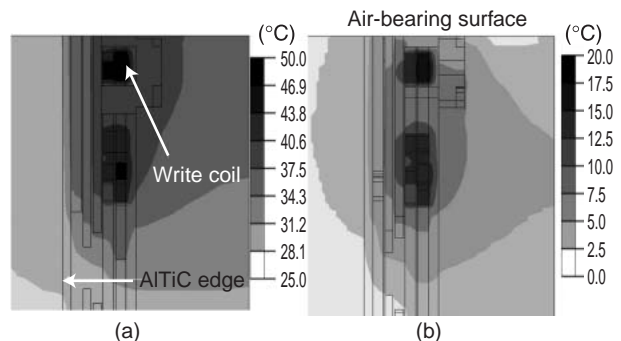 Air-bearing surface
(°C)
50.0
46.9
43.8
40.6
37.5
34.3
31.2
28.1
25.0
Write coil
AlTiC edge
(a)
(°C)
20.0
17.5
15.0
12.5
10.0
7.5
5.0
2.5
0.0
(b)